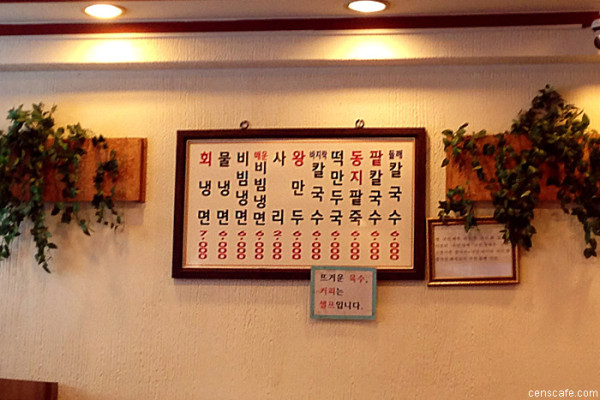 회냉면 7,000
물냉면 6,000
비빔냉면 6,000
매운비빔냉면 6,000
사리 2,000
왕만두 6,000
바지락칼국수 6,000
떡만두국 6,000
동지팥죽 6,000
팥칼국수 6,000
들깨칼국수 6,000
뜨거운 육수,
커피는
셀프입니다.
censcafe.com